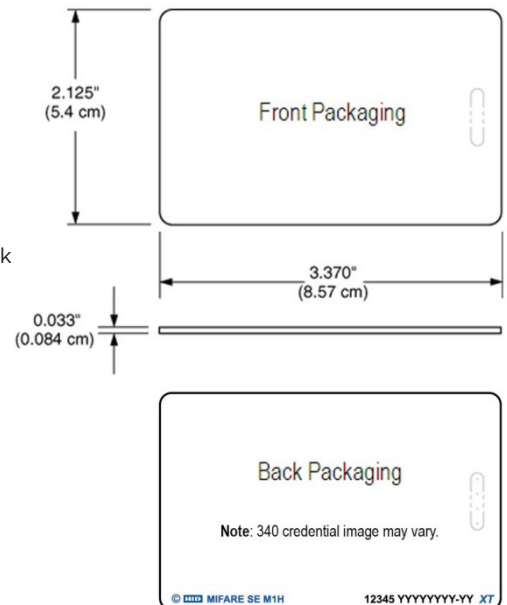 2.125"
(5.4 cm)
Front Packaging
k
3.370"
(8.57 cm)
0.033"
(0.084 cm)
Back Packaging
Note: 340 credential image may vary.
© HID MIFARE SE M1H 12345 YYYYYYYY-YY XT